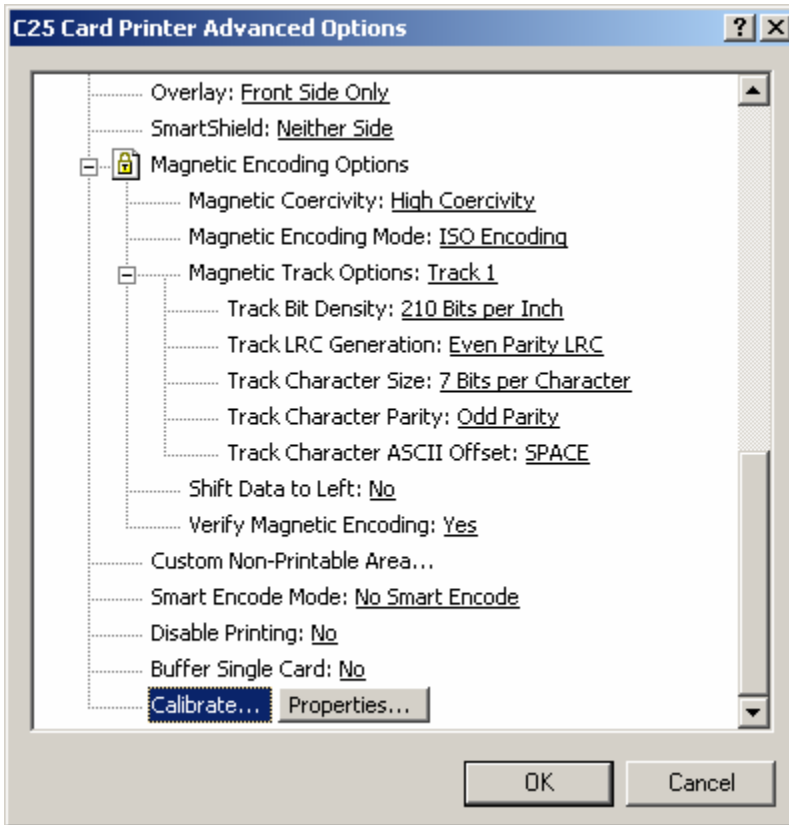 C25 Card Printer Advanced Options
Overlay: Front Side Only
SmartShield: Neither Side
Magnetic Encoding Options
Magnetic Coercivity: High Coercivity
Magnetic Encoding Mode: ISO Encoding
Magnetic Track Options: Track 1
Track Bit Density: 210 Bits per Inch
Track LRC Generation: Even Parity LRC
Track Character Size: 7 Bits per Character
Track Character Parity: Odd Parity
Track Character ASCII Offset: SPACE
Shift Data to Left: No
Verify Magnetic Encoding: Yes
Custom Non-Printable Area...
Smart Encode Mode: No Smart Encode
Disable Printing: No
Buffer Single Card: No
Calibrate... Properties...
OK Cancel